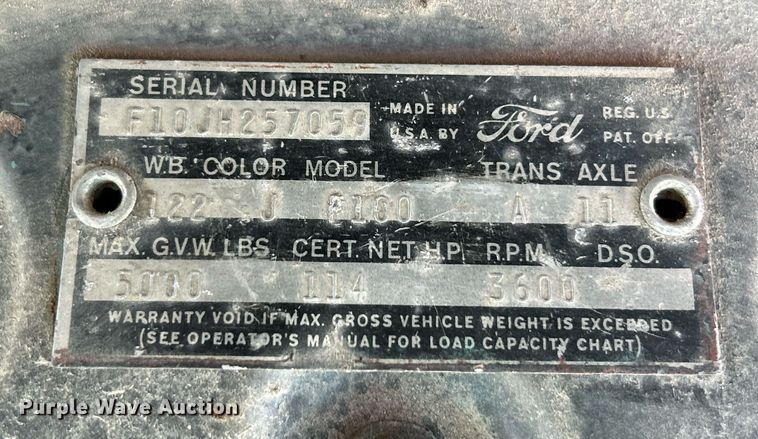 SERIAL NUMBER
F10JH257059
MADE IN
U.S.A. BY
Ford
REG. U.S.
PAT. OFF.
W.B. COLOR MODEL TRANS AXLE
122 J A 11
MAX. G.V.W. LBS. CERT. NET H.P. R.P.M. D.S.O.
5000 114 3600
WARRANTY VOID IF MAX. GROSS VEHICLE WEIGHT IS EXCEEDED
(SEE OPERATOR'S MANUAL FOR LOAD CAPACITY CHART)
Purple Wave Auction